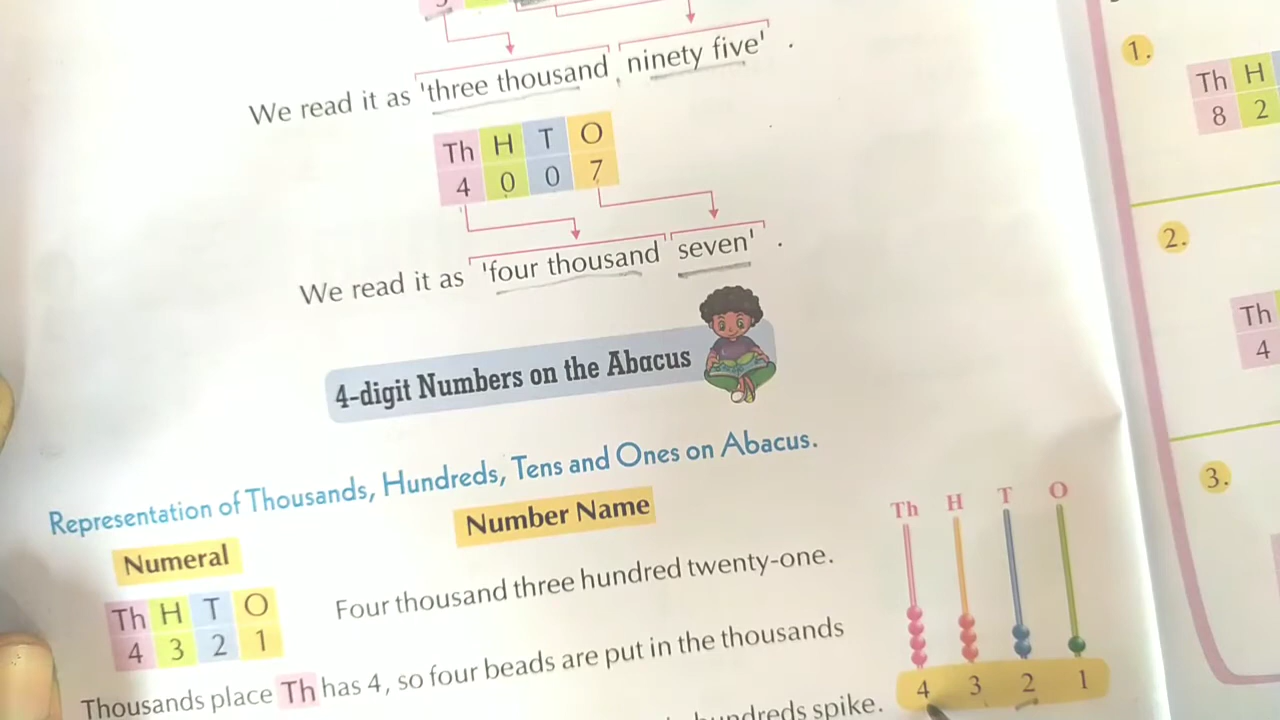 We read it as 'three thousand ninety five' .
Th H T O
4 0 0 7
We read it as 'four thousand seven' .
4-digit Numbers on the Abacus
Representation of Thousands, Hundreds, Tens and Ones on Abacus.
Numeral
Number Name
Th H T O
4 3 2 1
Four thousand three hundred twenty-one.
Thousands place Th has 4, so four beads are put in the thousands
hundreds spike.
Th H T O
4 3 2 1
1.
Th H
8 2
2.
Th
4
3.